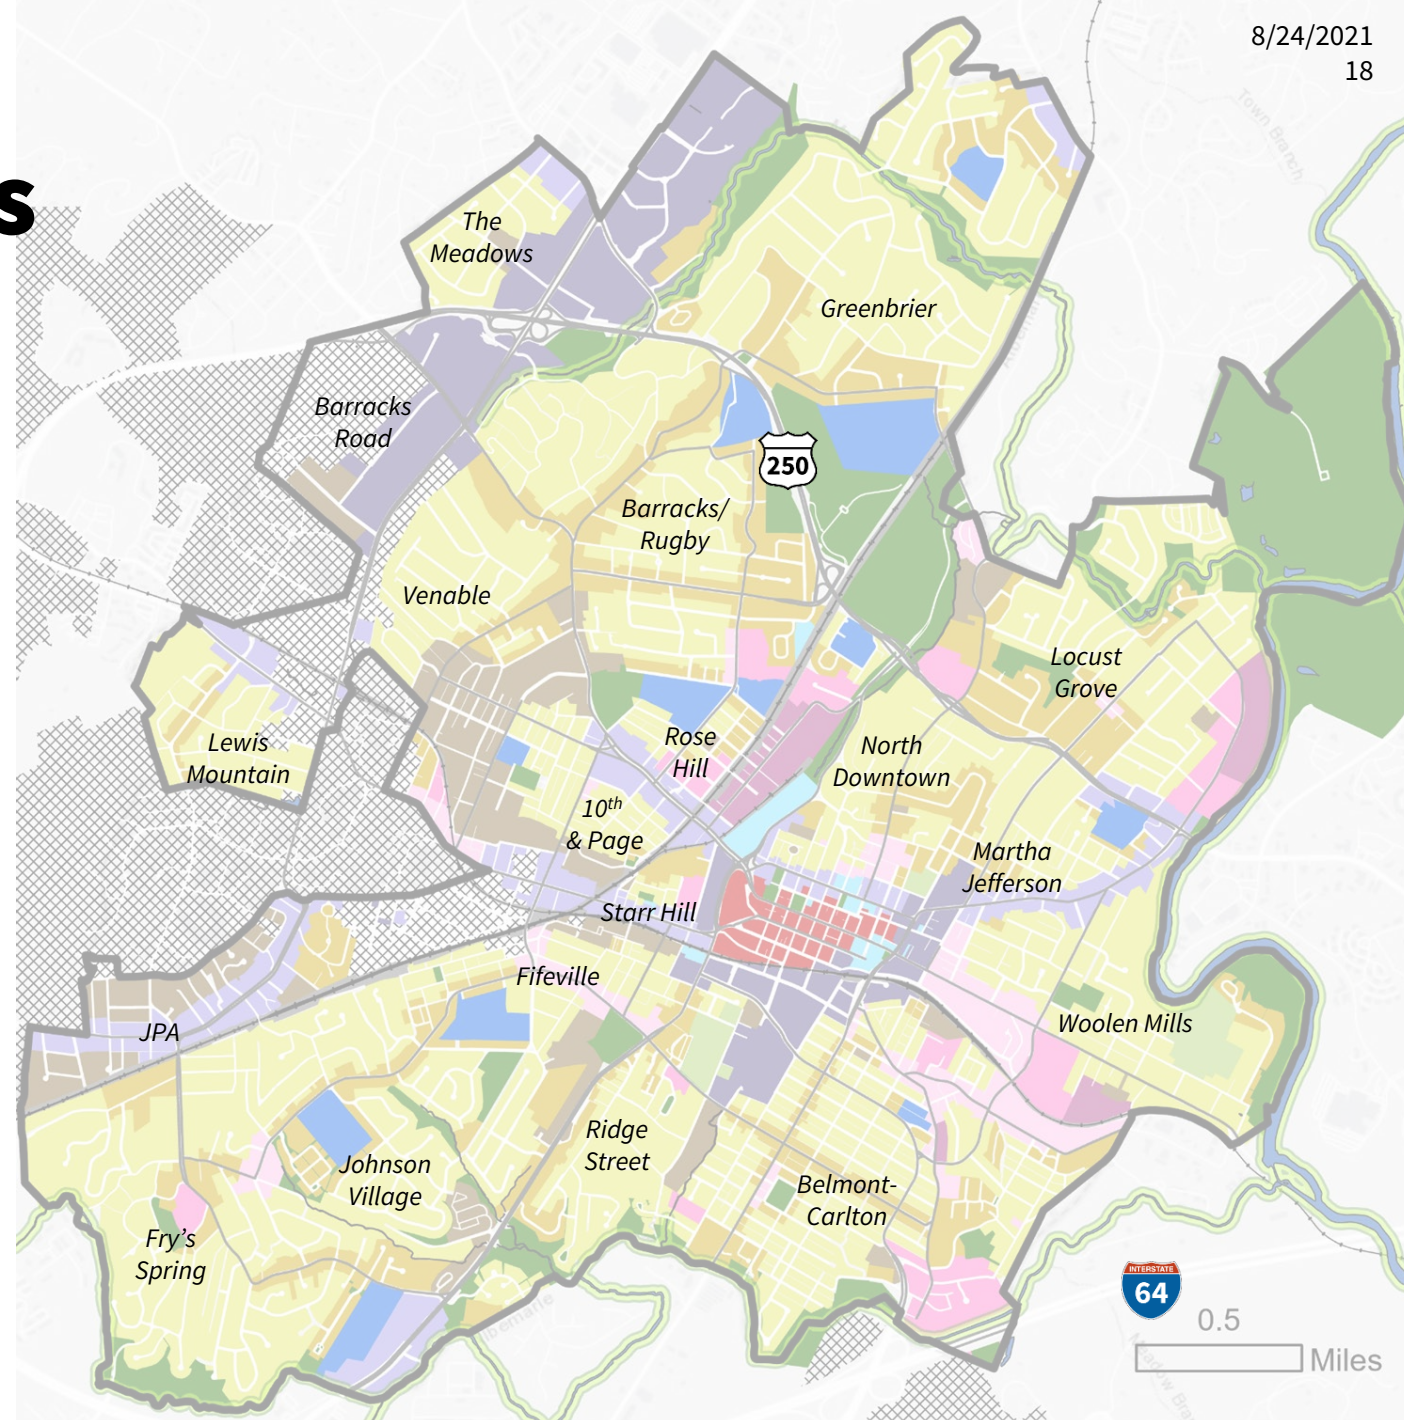 8/24/2021
18
s
The
Meadows
Greenbrier
Town Branch
Barracks
Road
250
Barracks/
Rugby
Venable
Locust
Grove
Lewis
Mountain
Rose
Hill
North
Downtown
10th
& Page
Martha
Jefferson
Starr Hill
Fifeville
JPA
Woolen Mills
Ridge
Street
Johnson
Village
Belmont-
Carlton
Fry’s
Spring
INTERSTATE
64
0.5
Miles